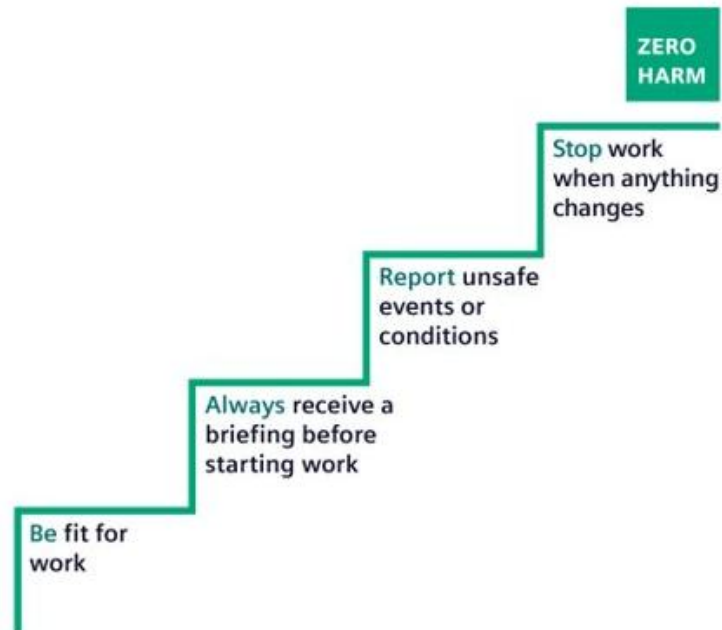 ZERO
HARM
Stop work
when anything
changes
Report unsafe
events or
conditions
Always receive a
briefing before
starting work
Be fit for
work